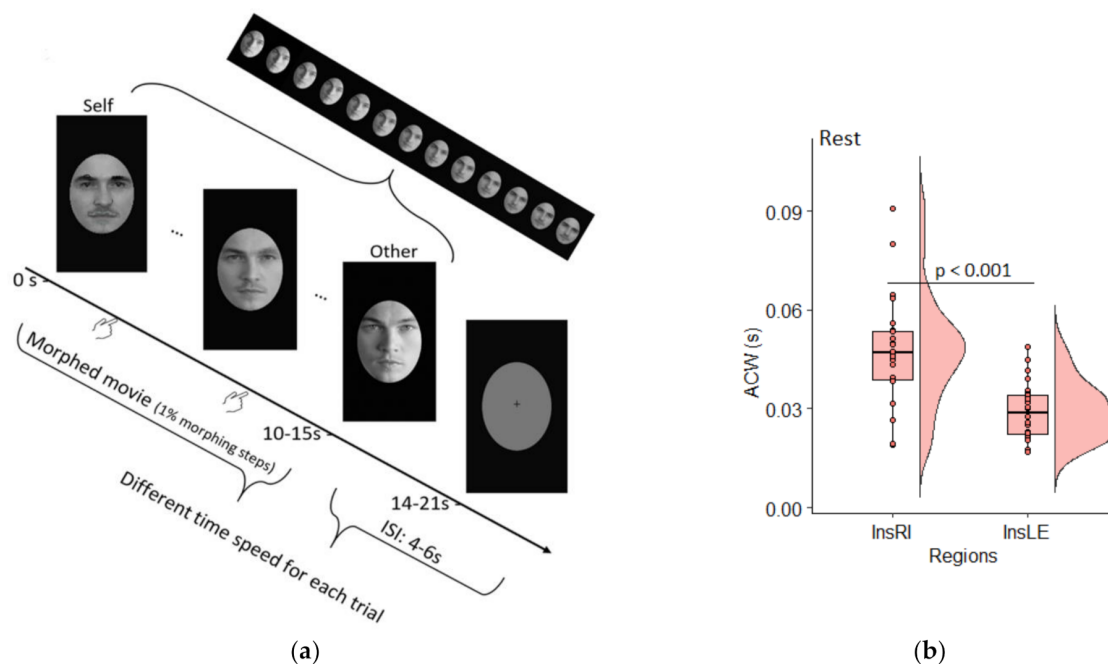 Self
...
...
Other
0 s
Morphed movie (1% morphing steps)
10-15s
14-21s
ISI: 4-6s
Different time speed for each trial
(a)
Rest
p < 0.001
ACW (s)
0.09
0.06
0.03
0.00
InsRI
InsLE
Regions
(b)